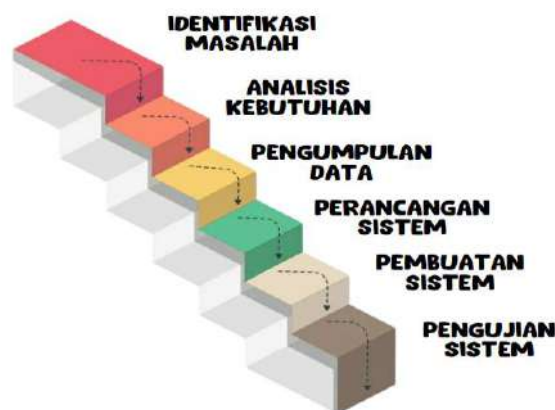 IDENTIFIKASI
MASALAH
ANALISIS
KEBUTUHAN
PENGUMPULAN
DATA
PERANCANGAN
SISTEM
PEMBUATAN
SISTEM
PENGUJIAN
SISTEM